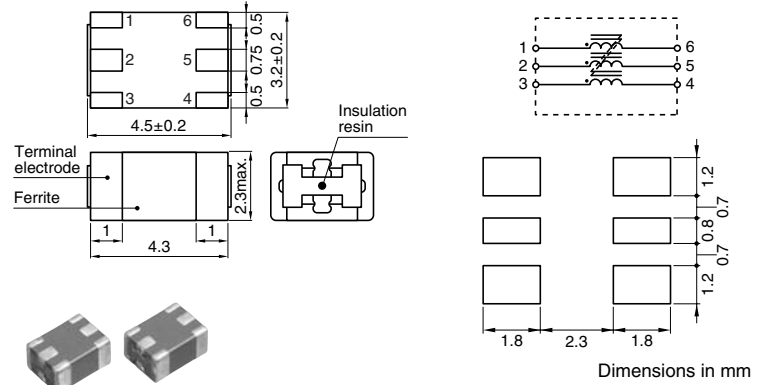 1 6
2 5
3 4
0.5
0.75
0.5
3.2±0.2
4.5±0.2
1 6
2 5
3 4
Insulation
resin
Terminal
electrode
Ferrite
2.3max.
1 1
4.3
1.2
0.7
0.8
0.7
1.2
1.8 2.3 1.8
Dimensions in mm